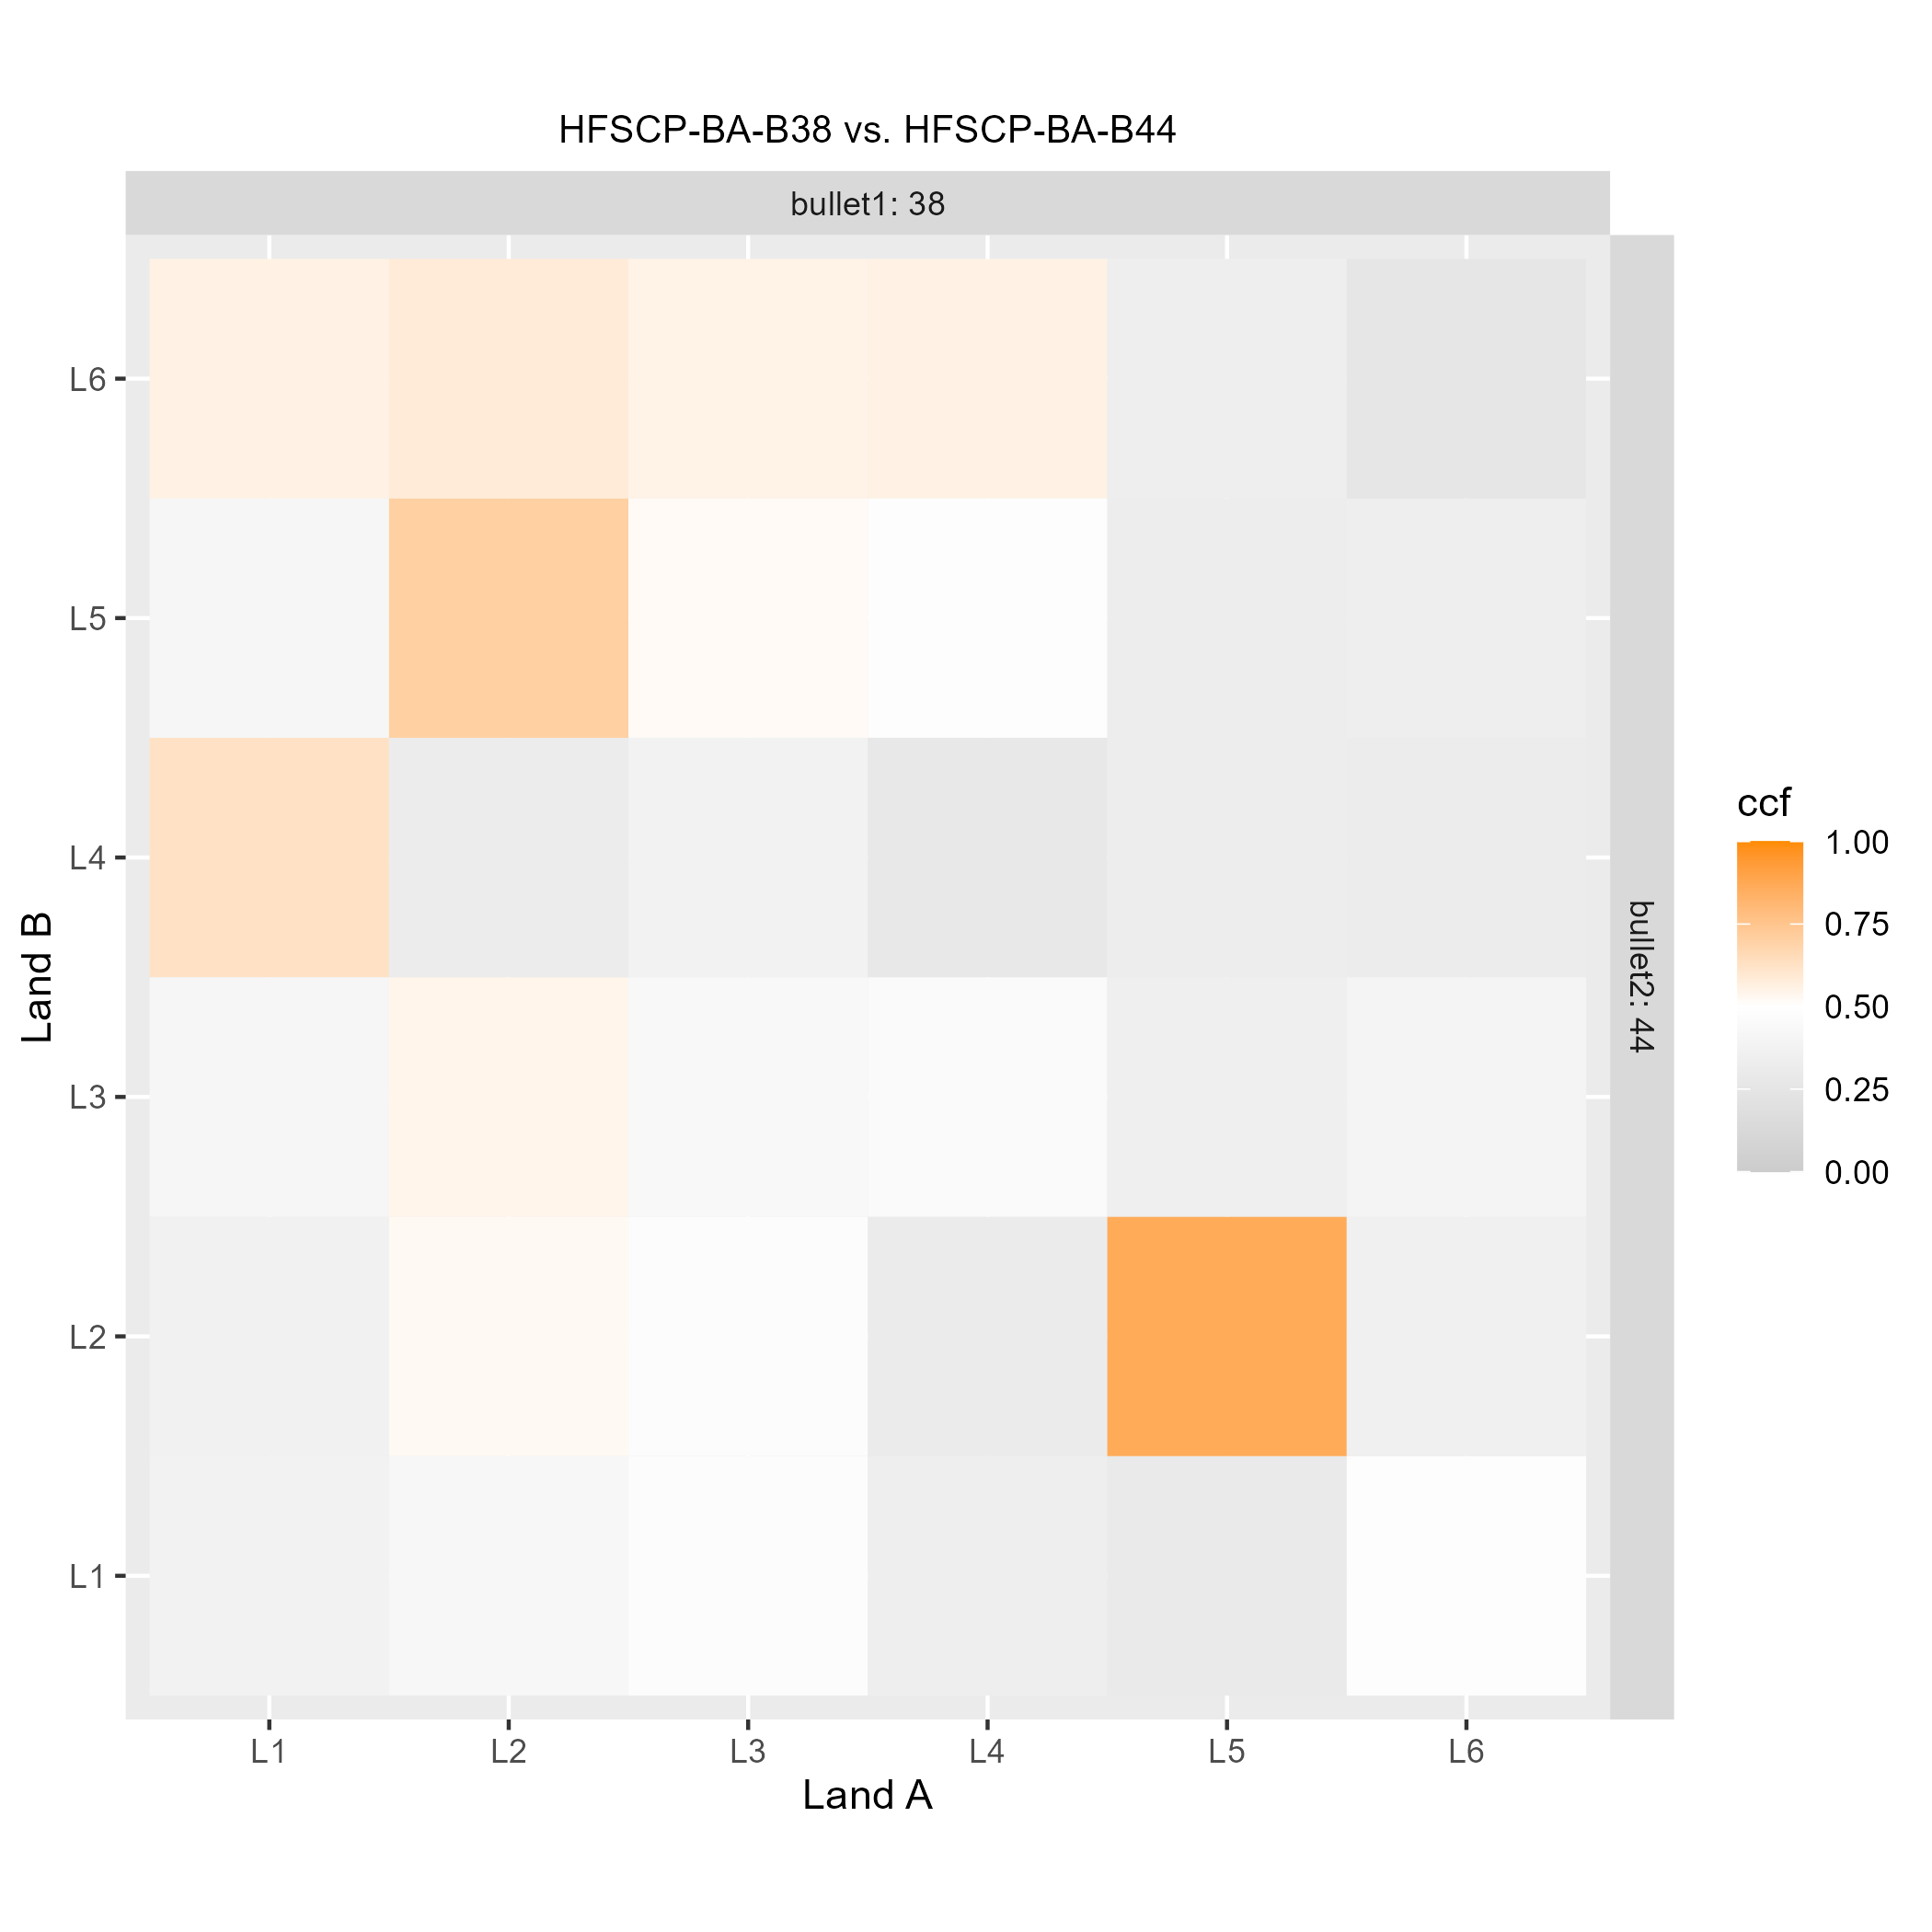 HFSCP-BA-B38 vs. HFSCP-BA-B44
bullet1: 38
L6
L5
L4
L3
L2
L1
Land B
L1 L2 L3 L4 L5 L6
Land A
bullet2: 44
ccf
1.00
0.75
0.50
0.25
0.00